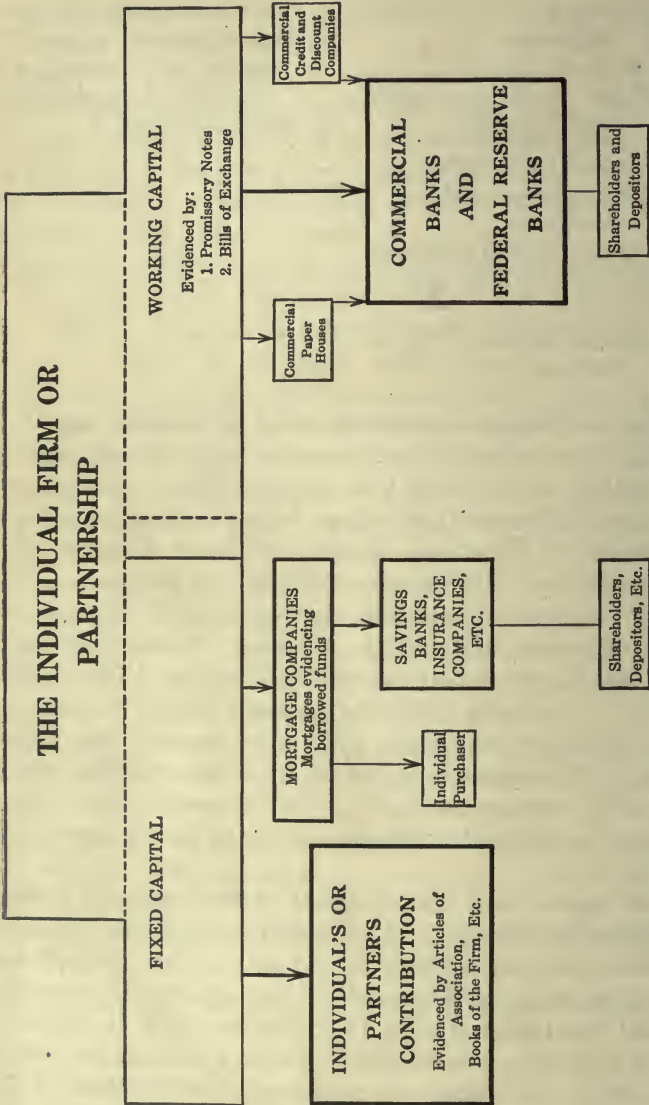 THE INDIVIDUAL FIRM OR
PARTNERSHIP
FIXED CAPITAL
WORKING CAPITAL
Evidenced by:
1. Promissory Notes
2. Bills of Exchange
INDIVIDUAL'S OR
PARTNER'S
CONTRIBUTION
Evidenced by Articles of
Association,
Books of the Firm, Etc.
MORTGAGE COMPANIES
Mortgages evidencing
borrowed funds
Individual
Purchaser
SAVINGS
BANKS,
INSURANCE
COMPANIES,
ETC.
Shareholders,
Depositors, Etc.
Commercial
Paper
Houses
Commercial
Credit and
Discount
Companies
COMMERCIAL
BANKS
AND
FEDERAL RESERVE
BANKS
Shareholders and
Depositors